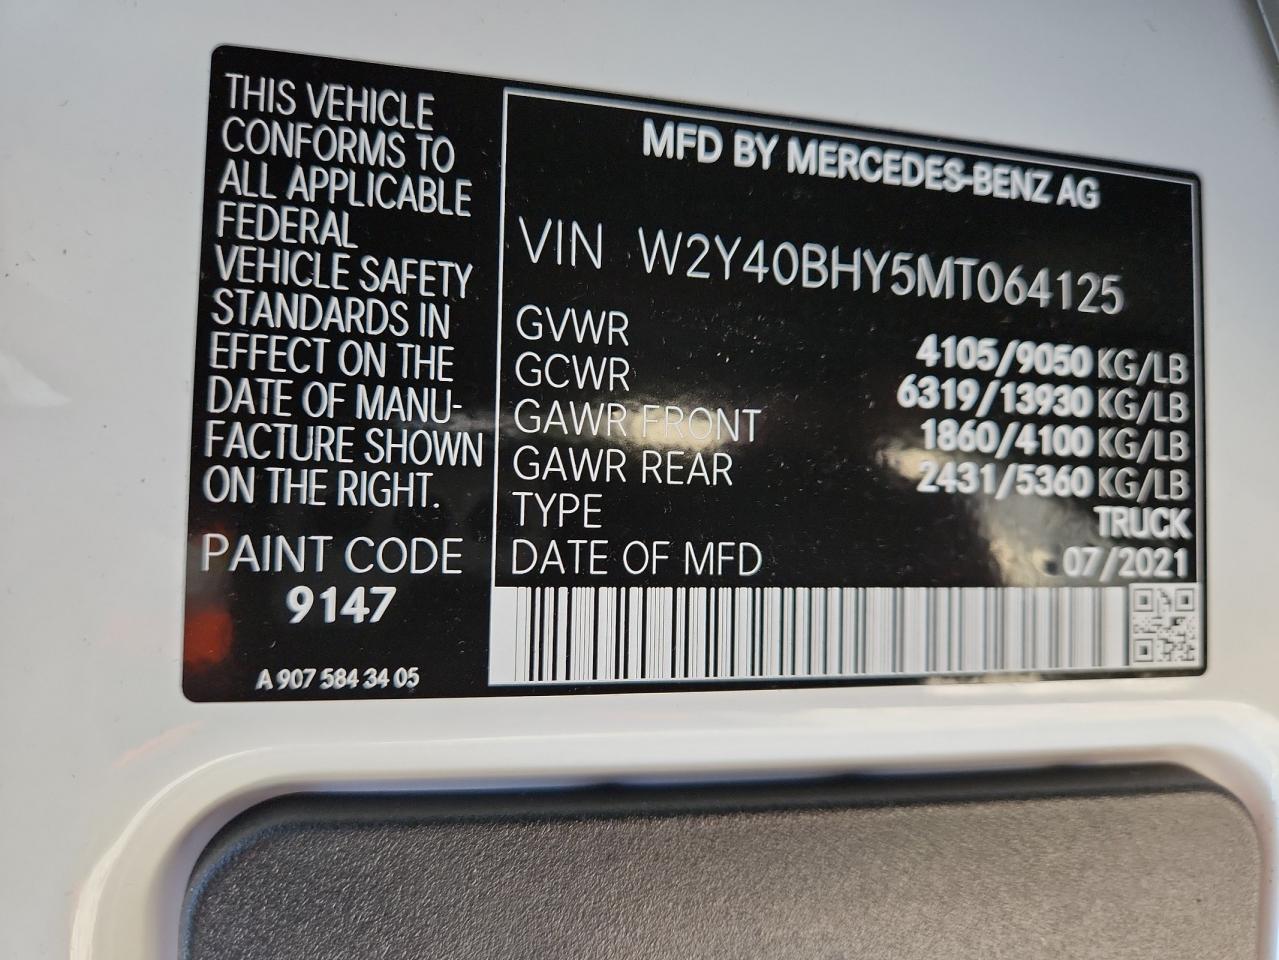 THIS VEHICLE
CONFORMS TO
ALL APPLICABLE
FEDERAL
VEHICLE SAFETY
STANDARDS IN
EFFECT ON THE
DATE OF MANU-
FACTURE SHOWN
ON THE RIGHT.
PAINT CODE
9147
A 907 584 34 05
MFD BY MERCEDES-BENZ AG
VIN W2Y40BHY5MT064125
GVWR 4105/9050 KG/LB
GCWR 6319/13930 KG/LB
GAWR FRONT 1860/4100 KG/LB
GAWR REAR 2431/5360 KG/LB
TYPE TRUCK
DATE OF MFD 07/2021